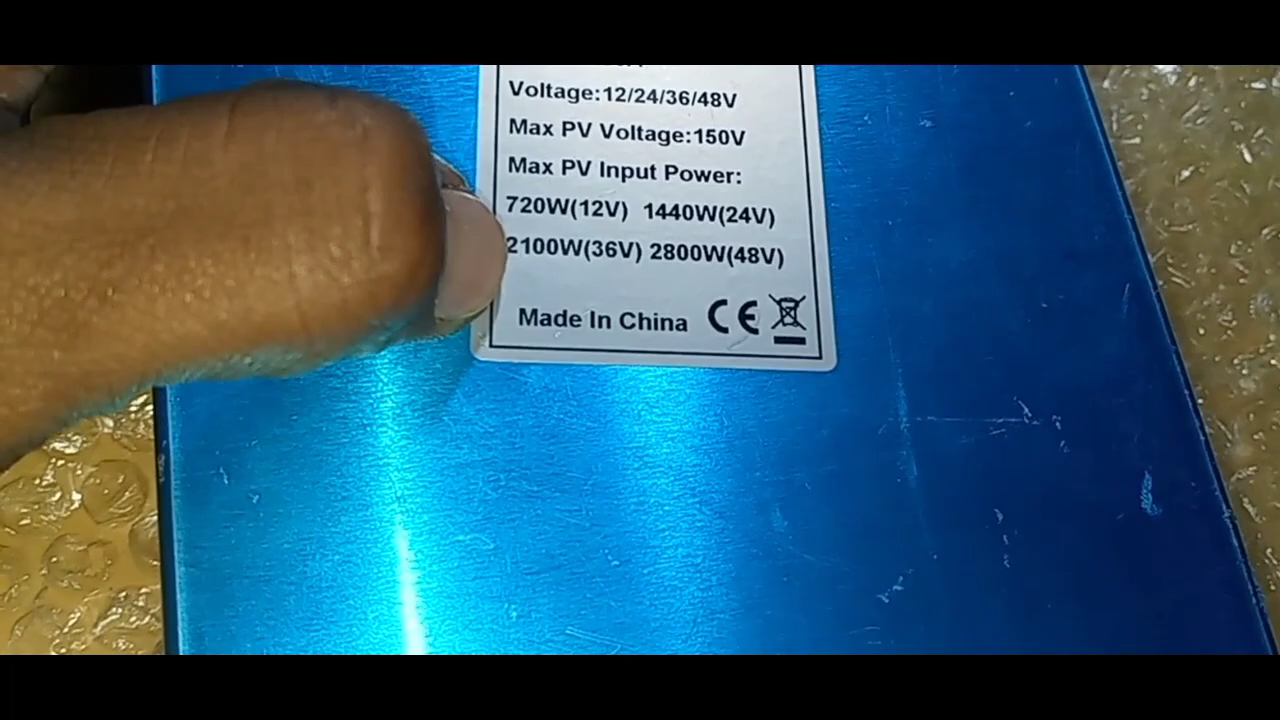 Voltage:12/24/36/48V
Max PV Voltage:150V
Max PV Input Power:
720W(12V) 1440W(24V)
2100W(36V) 2800W(48V)
Made In China CE